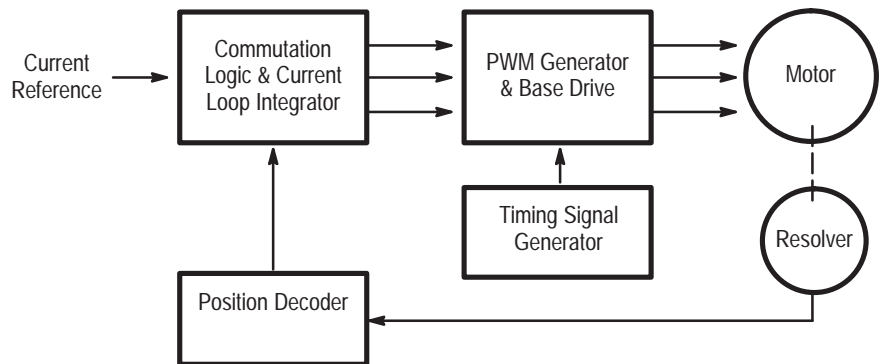 Current
Reference
Commutation
Logic & Current
Loop Integrator
PWM Generator
& Base Drive
Motor
Timing Signal
Generator
Resolver
Position Decoder